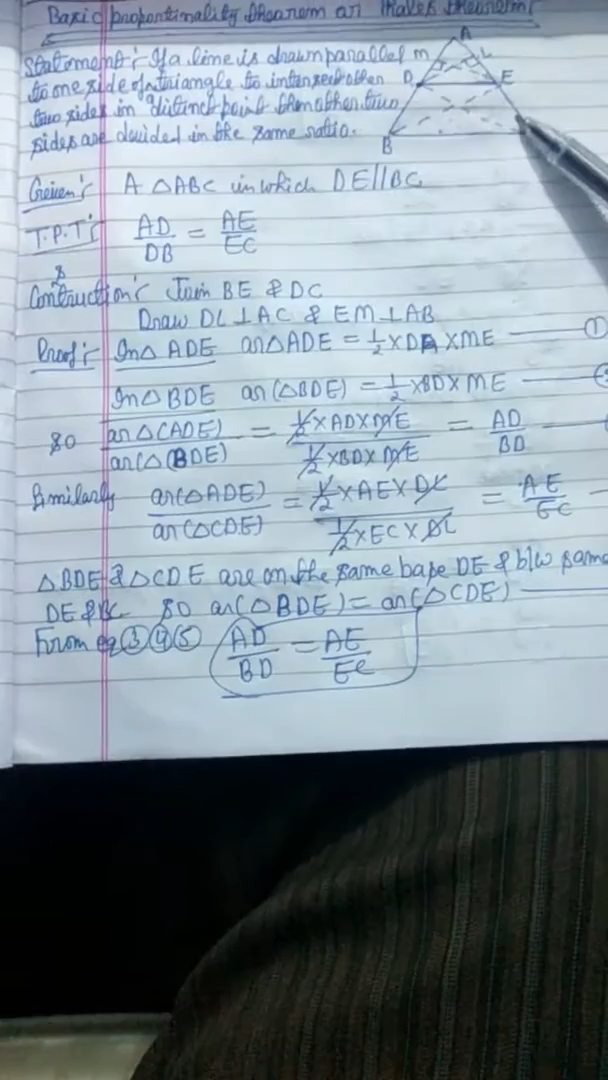 Basic proportionality theorem or Thales theorem:
Statement: If a line is drawn parallel
to one side of a triangle to intersect other
two sides in distinct point then other two
sides are divided in the same ratio.
A
M
L
D
E
B
Given: A △ABC in which DE||BC
T.P.T: AD/DB = AE/EC
Contruction: Join BE & DC
Draw DL⊥AC & EM⊥AB
Proof: In△ ADE ar△ADE = 1/2×DA×ME — ①
In△ BDE ar(△BDE) = 1/2×BD×ME —
so ar△(ADE)/ar△(BDE) = 1/2×AD×ME / 1/2×BD×ME = AD/BD —
Similarly ar(△ADE)/ar(△CDE) = 1/2×AE×DL / 1/2×EC×DL = AE/EC —
△BDE & △CDE are on the same base DE & b/w same
DE & BC so ar(△BDE) = ar(△CDE) —
From eq ③④⑤ AD/BD = AE/EC